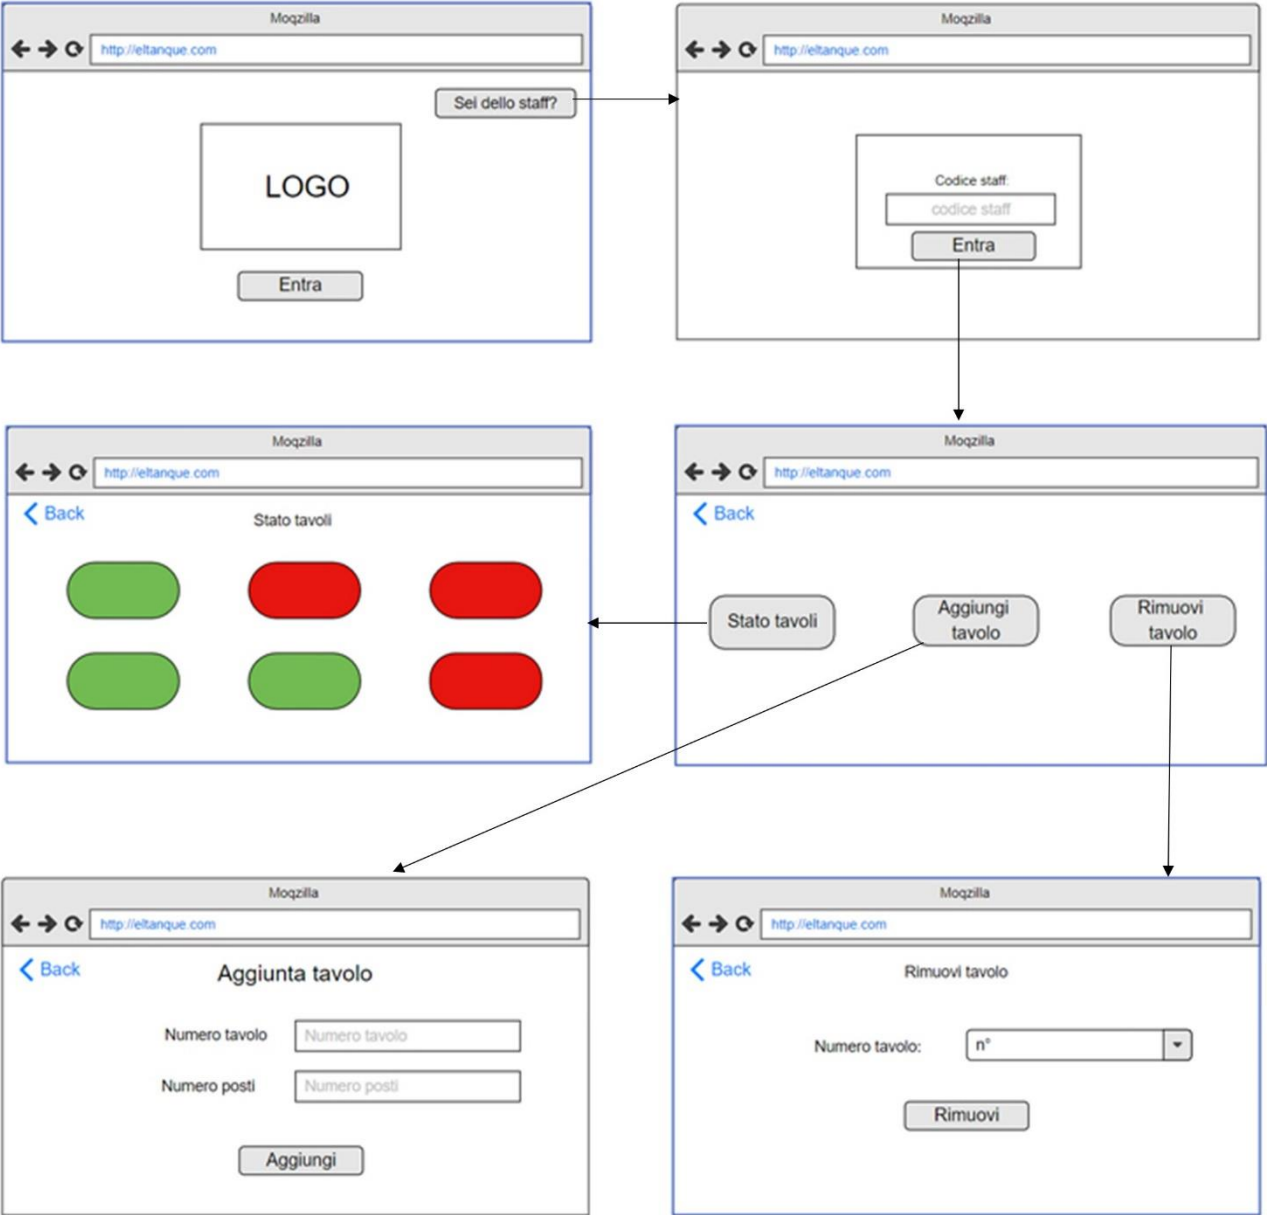 Moqzilla
http://eltanque.com
Sei dello staff?
LOGO
Entra
Moqzilla
http://eltanque.com
Codice staff:
codice staff
Entra
Moqzilla
http://eltanque.com
Back
Stato tavoli
Moqzilla
http://eltanque.com
Back
Stato tavoli
Aggiungi
tavolo
Rimuovi
tavolo
Moqzilla
http://eltanque.com
Back
Aggiunta tavolo
Numero tavolo
Numero tavolo
Numero posti
Numero posti
Aggiungi
Moqzilla
http://eltanque.com
Back
Rimuovi tavolo
Numero tavolo:
n°
Rimuovi